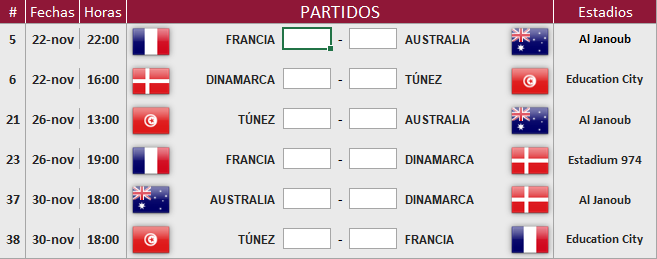 # Fechas Horas PARTIDOS Estadios
5 22-nov 22:00 FRANCIA - AUSTRALIA Al Janoub
6 22-nov 16:00 DINAMARCA - TÚNEZ Education City
21 26-nov 13:00 TÚNEZ - AUSTRALIA Al Janoub
23 26-nov 19:00 FRANCIA - DINAMARCA Estadium 974
37 30-nov 18:00 AUSTRALIA - DINAMARCA Al Janoub
38 30-nov 18:00 TÚNEZ - FRANCIA Education City